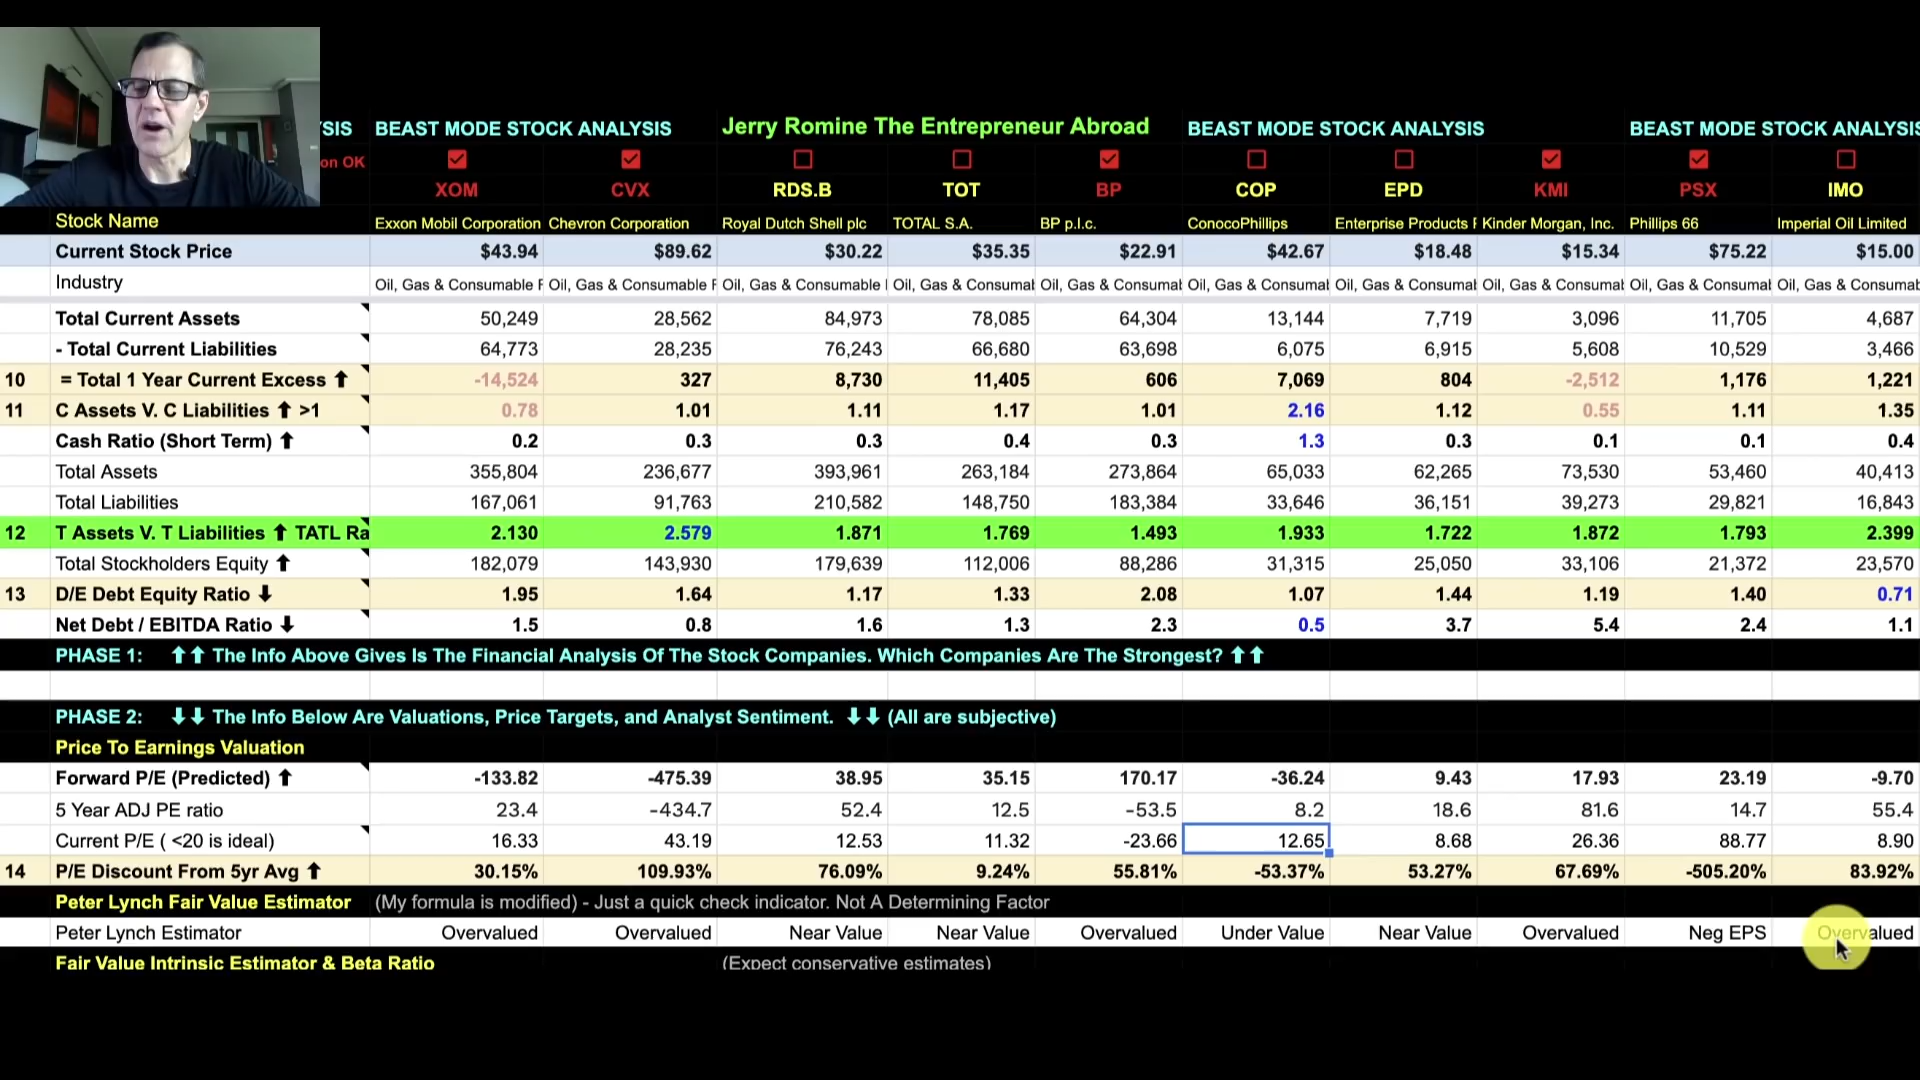 SIS BEAST MODE STOCK ANALYSIS Jerry Romine The Entrepreneur Abroad BEAST MODE STOCK ANALYSIS BEAST MODE STOCK ANALYSIS
on OK
XOM CVX RDS.B TOT BP COP EPD KMI PSX IMO
Stock Name Exxon Mobil Corporation Chevron Corporation Royal Dutch Shell plc TOTAL S.A. BP p.l.c. ConocoPhillips Enterprise Products Kinder Morgan, Inc. Phillips 66 Imperial Oil Limited
Current Stock Price $43.94 $89.62 $30.22 $35.35 $22.91 $42.67 $18.48 $15.34 $75.22 $15.00
Industry Oil, Gas & Consumable F Oil, Gas & Consumable F Oil, Gas & Consumable Oil, Gas & Consumal Oil, Gas & Consumal Oil, Gas & Consumal Oil, Gas & Consumal Oil, Gas & Consumal Oil, Gas & Consumal Oil, Gas & Consumab
Total Current Assets 50,249 28,562 84,973 78,085 64,304 13,144 7,719 3,096 11,705 4,687
- Total Current Liabilities 64,773 28,235 76,243 66,680 63,698 6,075 6,915 5,608 10,529 3,466
10 = Total 1 Year Current Excess ⬆ -14,524 327 8,730 11,405 606 7,069 804 -2,512 1,176 1,221
11 C Assets V. C Liabilities ⬆ >1 0.78 1.01 1.11 1.17 1.01 2.16 1.12 0.55 1.11 1.35
Cash Ratio (Short Term) ⬆ 0.2 0.3 0.3 0.4 0.3 1.3 0.3 0.1 0.1 0.4
Total Assets 355,804 236,677 393,961 263,184 273,864 65,033 62,265 73,530 53,460 40,413
Total Liabilities 167,061 91,763 210,582 148,750 183,384 33,646 36,151 39,273 29,821 16,843
12 T Assets V. T Liabilities ⬆ TATL Ra 2.130 2.579 1.871 1.769 1.493 1.933 1.722 1.872 1.793 2.399
Total Stockholders Equity ⬆ 182,079 143,930 179,639 112,006 88,286 31,315 25,050 33,106 21,372 23,570
13 D/E Debt Equity Ratio ⬇ 1.95 1.64 1.17 1.33 2.08 1.07 1.44 1.19 1.40 0.71
Net Debt / EBITDA Ratio ⬇ 1.5 0.8 1.6 1.3 2.3 0.5 3.7 5.4 2.4 1.1
PHASE 1: ⬆⬆ The Info Above Gives Is The Financial Analysis Of The Stock Companies. Which Companies Are The Strongest? ⬆⬆
PHASE 2: ⬇⬇ The Info Below Are Valuations, Price Targets, and Analyst Sentiment. ⬇⬇ (All are subjective)
Price To Earnings Valuation
Forward P/E (Predicted) ⬆ -133.82 -475.39 38.95 35.15 170.17 -36.24 9.43 17.93 23.19 -9.70
5 Year ADJ PE ratio 23.4 -434.7 52.4 12.5 -53.5 8.2 18.6 81.6 14.7 55.4
Current P/E ( <20 is ideal) 16.33 43.19 12.53 11.32 -23.66 12.65 8.68 26.36 88.77 8.90
14 P/E Discount From 5yr Avg ⬆ 30.15% 109.93% 76.09% 9.24% 55.81% -53.37% 53.27% 67.69% -505.20% 83.92%
Peter Lynch Fair Value Estimator (My formula is modified) - Just a quick check indicator. Not A Determining Factor
Peter Lynch Estimator Overvalued Overvalued Near Value Near Value Overvalued Under Value Near Value Overvalued Neg EPS Overvalued
Fair Value Intrinsic Estimator & Beta Ratio (Expect conservative estimates)